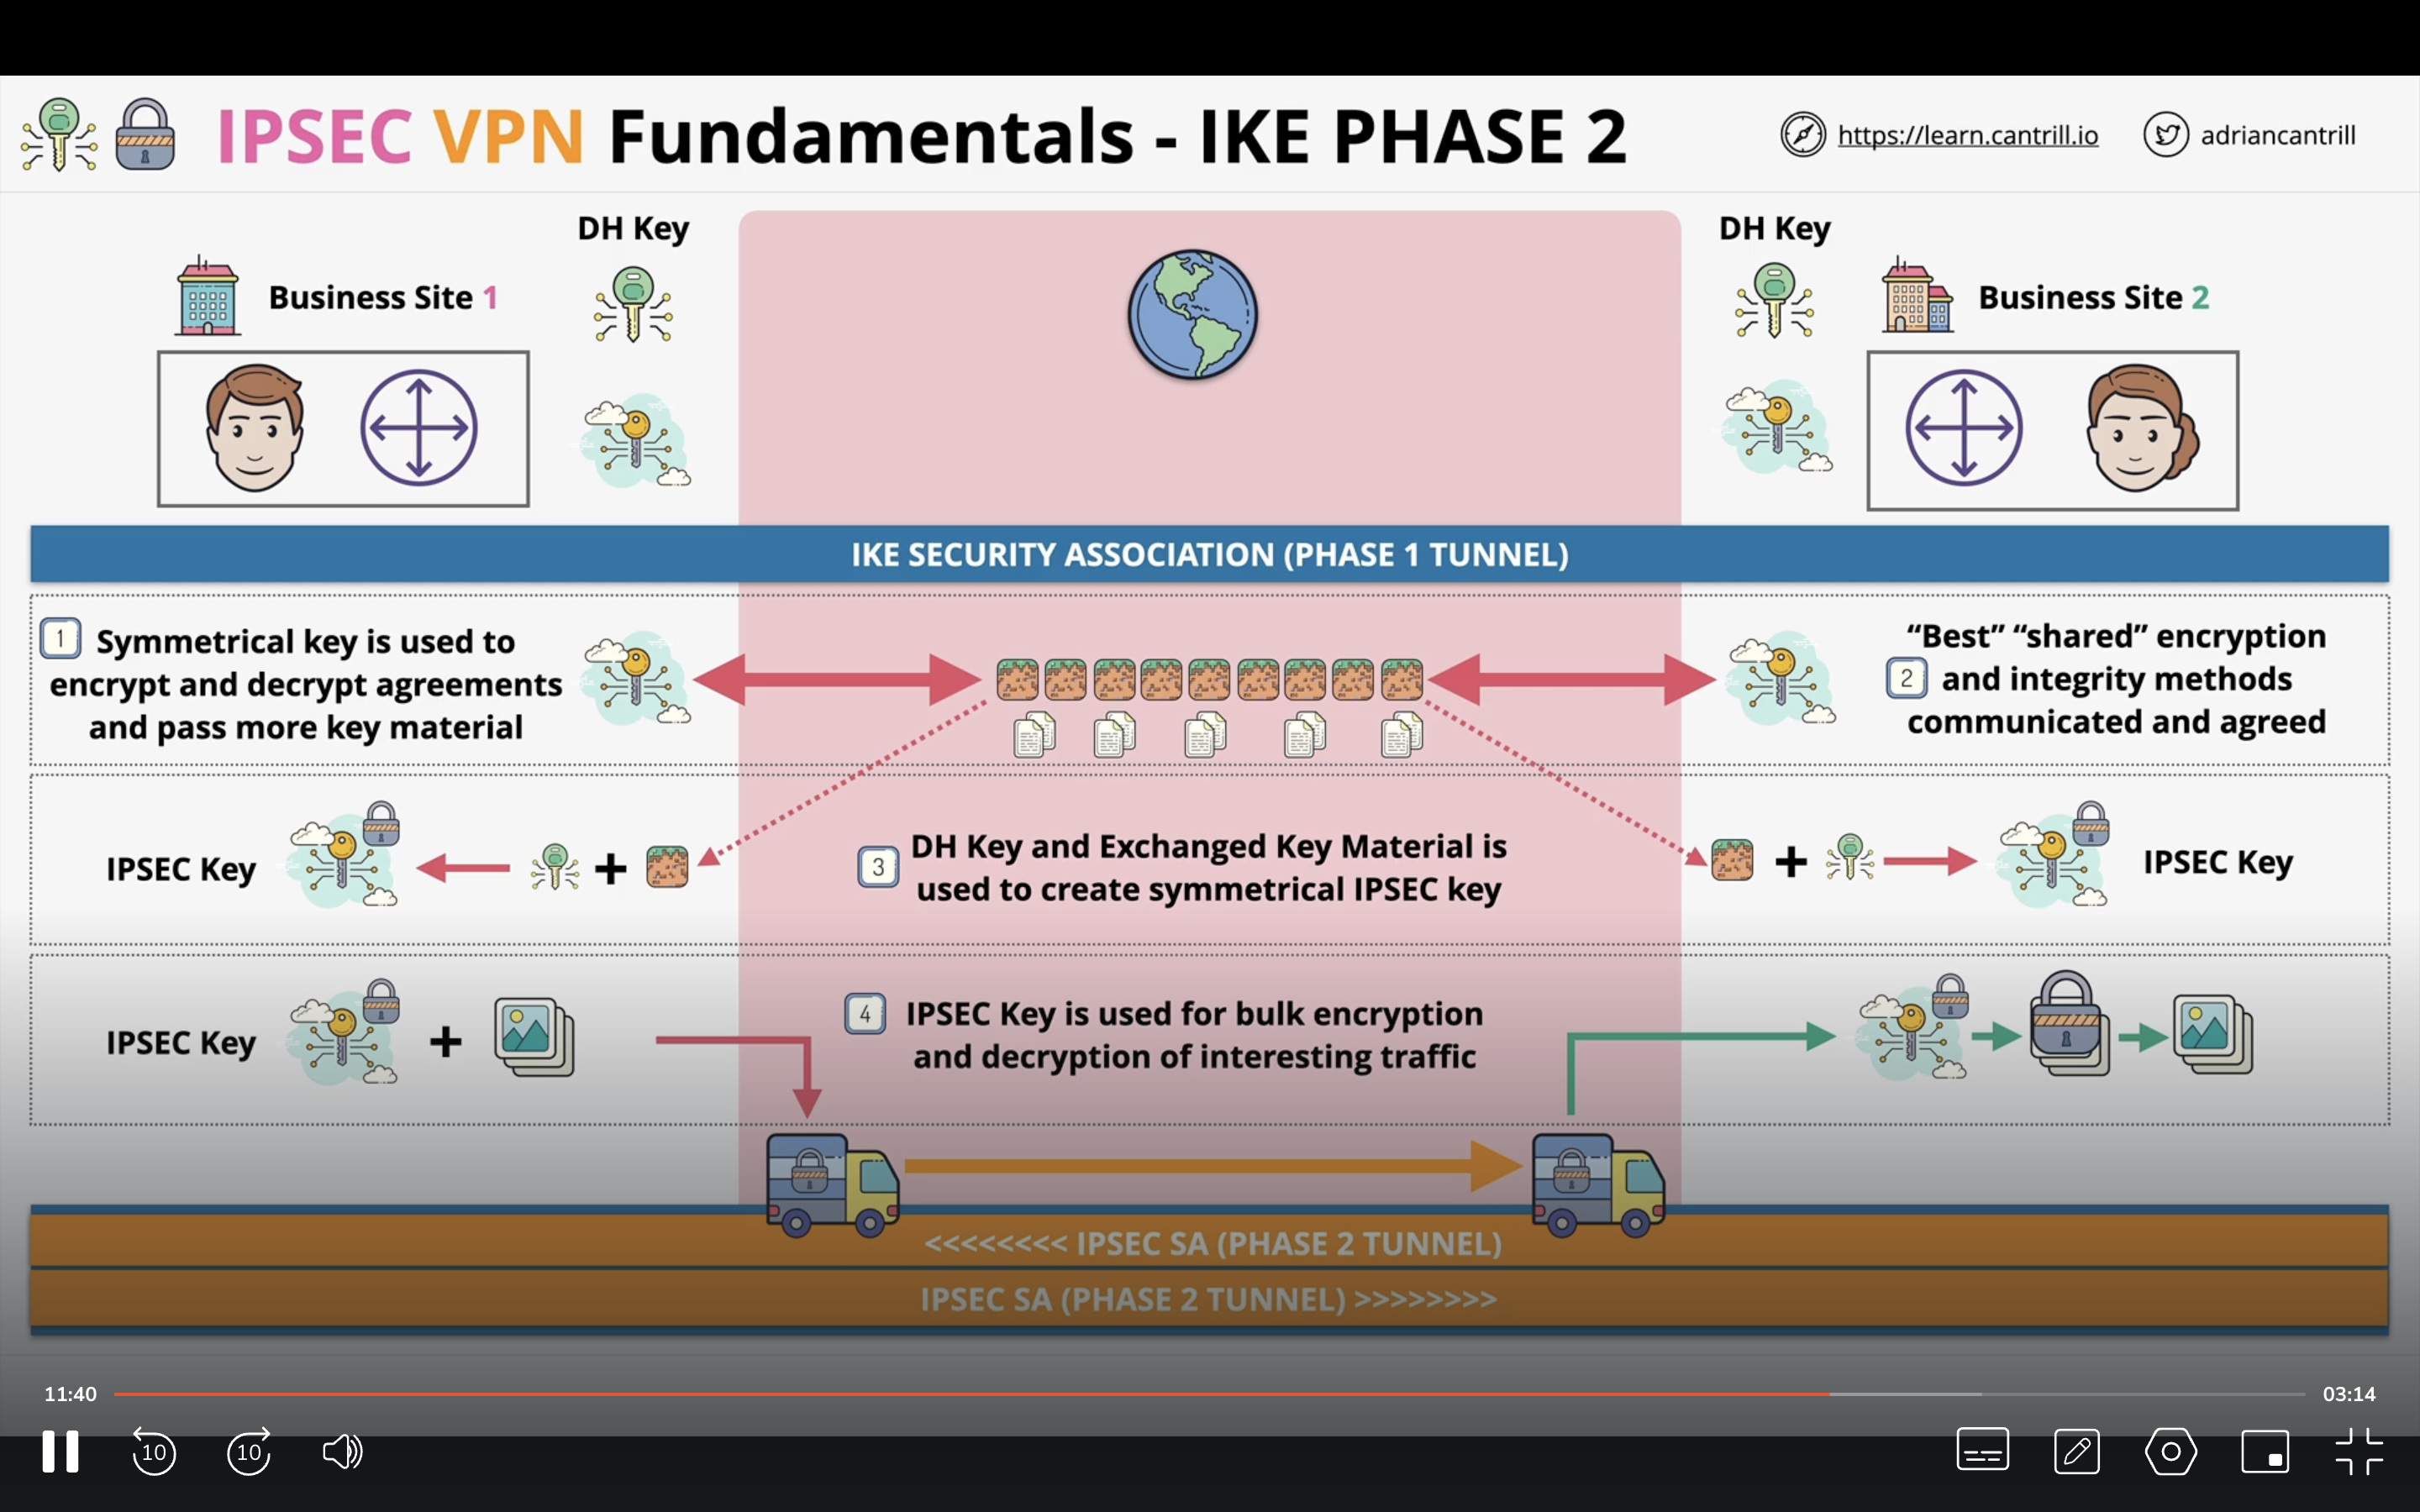 IPSEC VPN Fundamentals - IKE PHASE 2
https://learn.cantrill.io
adriancantrill
DH Key
DH Key
Business Site 1
Business Site 2
IKE SECURITY ASSOCIATION (PHASE 1 TUNNEL)
1
Symmetrical key is used to
encrypt and decrypt agreements
and pass more key material
“Best” “shared” encryption
2
and integrity methods
communicated and agreed
IPSEC Key
+
3
DH Key and Exchanged Key Material is
used to create symmetrical IPSEC key
+
IPSEC Key
IPSEC Key
+
4
IPSEC Key is used for bulk encryption
and decryption of interesting traffic
<<<<<<<< IPSEC SA (PHASE 2 TUNNEL)
IPSEC SA (PHASE 2 TUNNEL) >>>>>>>>
11:40
03:14
10
10